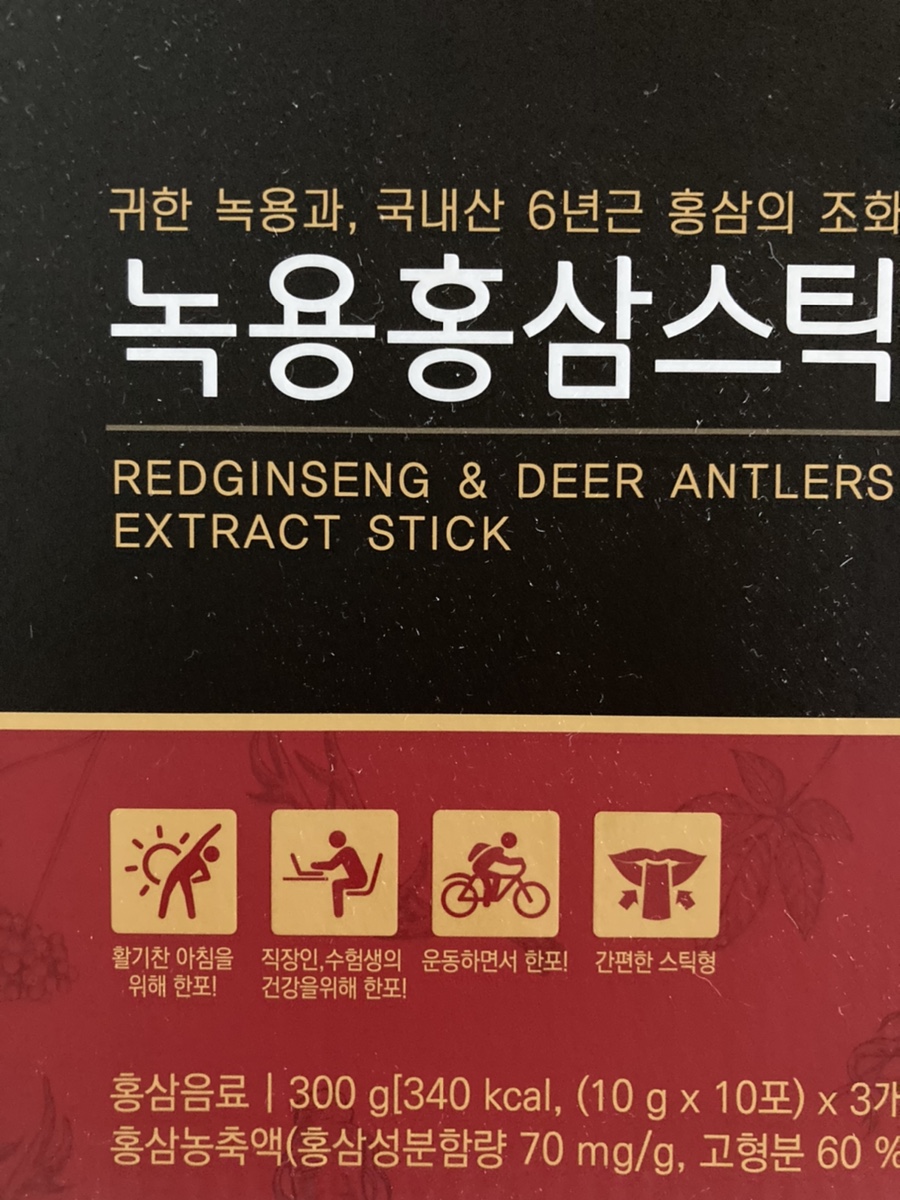 귀한 녹용과, 국내산 6년근 홍삼의 조화
녹용홍삼스틱
REDGINSENG & DEER ANTLERS
EXTRACT STICK
활기찬 아침을
위해 한포!
직장인,수험생의
건강을위해 한포!
운동하면서 한포!
간편한 스틱형
홍삼음료 | 300 g[340 kcal, (10 g x 10포) x 3개
홍삼농축액(홍삼성분함량 70 mg/g, 고형분 60 %